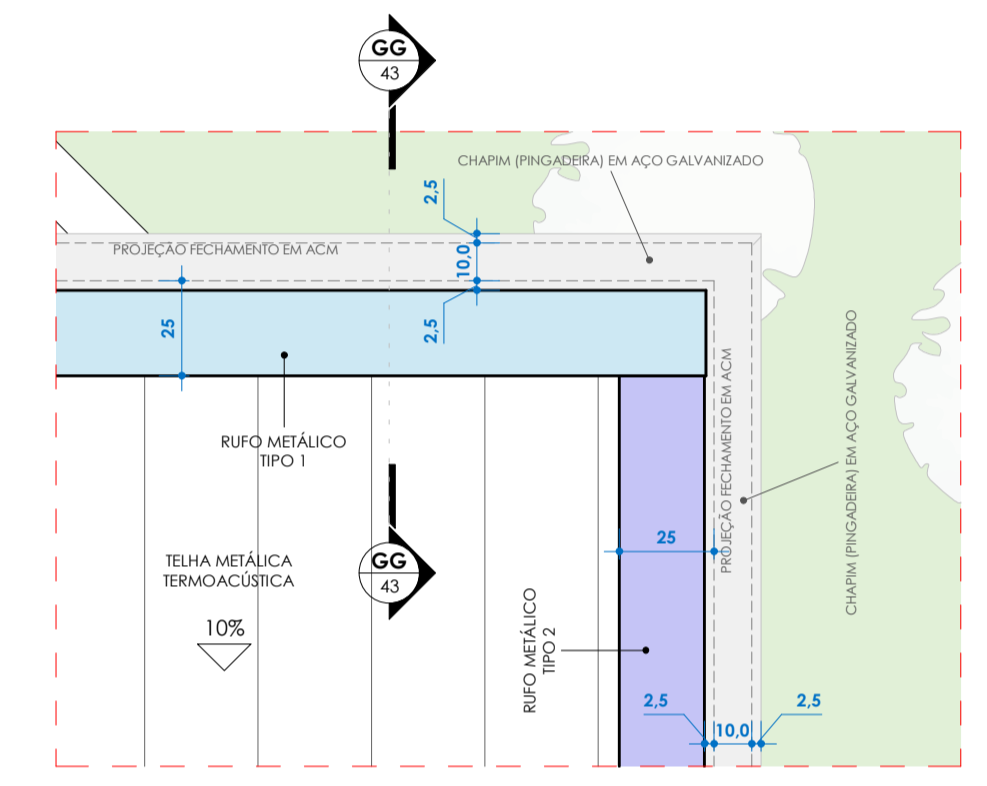 GG
43
CHAPIM (PINGADEIRA) EM AÇO GALVANIZADO
2,5
PROJEÇÃO FECHAMENTO EM ACM
10,0
25
2,5
RUFO METÁLICO
TIPO 1
CHAPIM (PINGADEIRA) EM AÇO GALVANIZADO
PROJEÇÃO FECHAMENTO EM ACM
25
TELHA METÁLICA
TERMOACÚSTICA
GG
43
10%
RUFO METÁLICO
TIPO 2
2,5
10,0
2,5